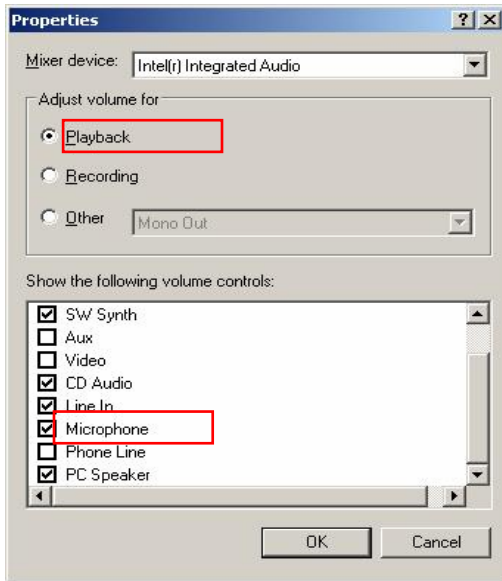 Properties
Mixer device: Intel(r) Integrated Audio
Adjust volume for
Playback
Recording
Other Mono Out
Show the following volume controls:
SW Synth
Aux
Video
CD Audio
Line In
Microphone
Phone Line
PC Speaker
OK Cancel